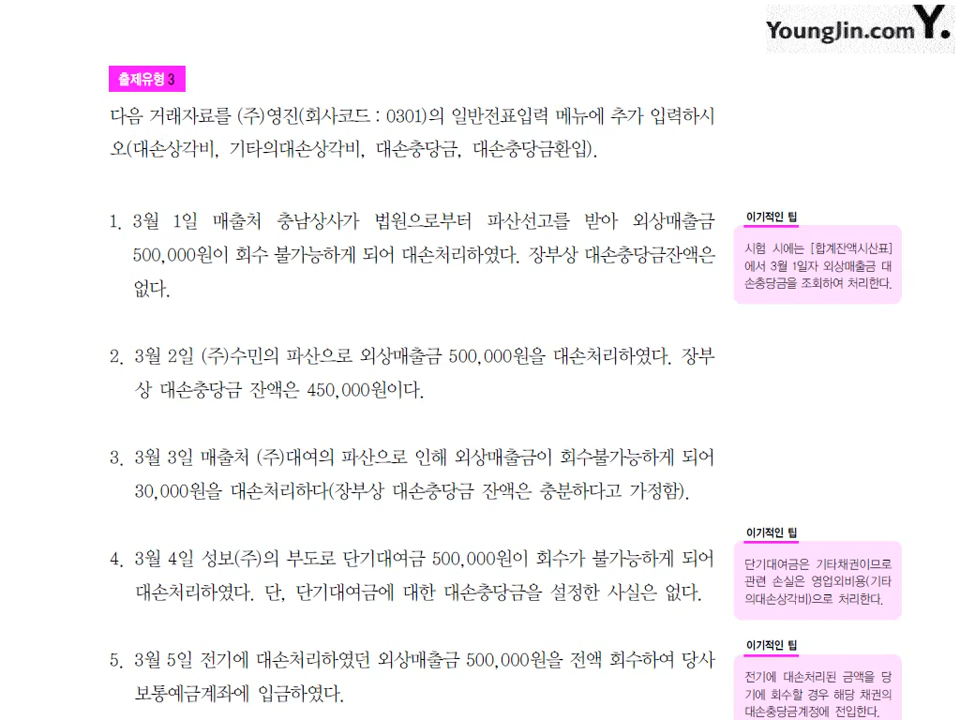 YoungJin.com Y.
출제유형 3
다음 거래자료를 (주)영진(회사코드 : 0301)의 일반전표입력 메뉴에 추가 입력하시
오(대손상각비, 기타의대손상각비, 대손충당금, 대손충당금환입).
1. 3월 1일 매출처 충남상사가 법원으로부터 파산선고를 받아 외상매출금
500,000원이 회수 불가능하게 되어 대손처리하였다. 장부상 대손충당금잔액은
없다.
이기적인 팁
시험 시에는 [합계잔액시산표]
에서 3월 1일자 외상매출금 대
손충당금을 조회하여 처리한다.
2. 3월 2일 (주)수민의 파산으로 외상매출금 500,000원을 대손처리하였다. 장부
상 대손충당금 잔액은 450,000원이다.
3. 3월 3일 매출처 (주)대여의 파산으로 인해 외상매출금이 회수불가능하게 되어
30,000원을 대손처리하다(장부상 대손충당금 잔액은 충분하다고 가정함).
4. 3월 4일 성보(주)의 부도로 단기대여금 500,000원이 회수가 불가능하게 되어
대손처리하였다. 단, 단기대여금에 대한 대손충당금을 설정한 사실은 없다.
이기적인 팁
단기대여금은 기타채권이므로
관련 손실은 영업외비용(기타
의대손상각비)으로 처리한다.
5. 3월 5일 전기에 대손처리하였던 외상매출금 500,000원을 전액 회수하여 당사
보통예금계좌에 입금하였다.
이기적인 팁
전기에 대손처리된 금액을 당
기에 회수할 경우 해당 채권의
대손충당금계정에 전입한다.